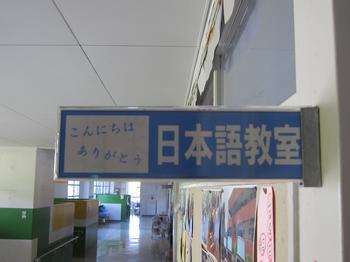 こんにちは
ありがとう
日本語教室